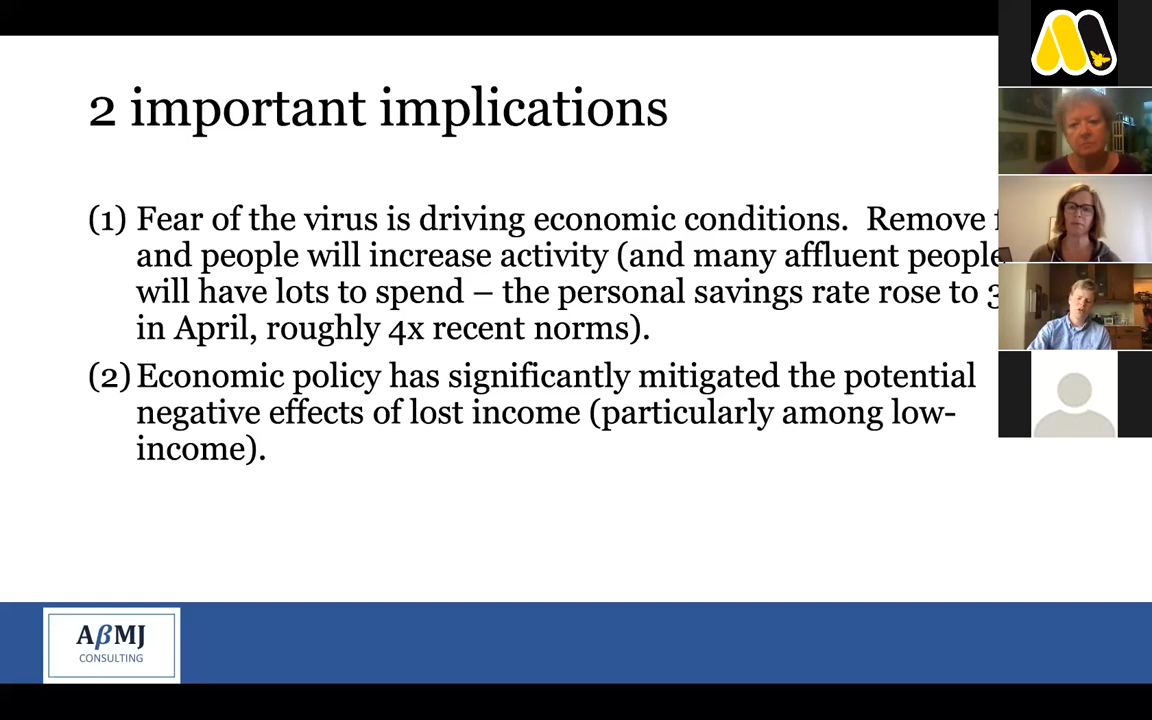 2 important implications
(1) Fear of the virus is driving economic conditions. Remove
and people will increase activity (and many affluent people
will have lots to spend – the personal savings rate rose to 3
in April, roughly 4x recent norms).
(2) Economic policy has significantly mitigated the potential
negative effects of lost income (particularly among low-
income).
AβMJ
CONSULTING